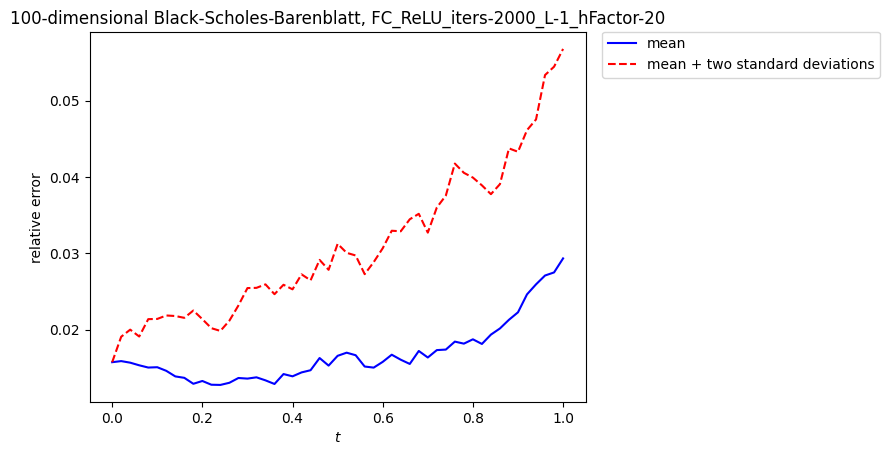 100-dimensional Black-Scholes-Barenblatt, FC_ReLU_iters-2000_L-1_hFactor-20
mean
mean + two standard deviations
relative error
0.05
0.04
0.03
0.02
0.0 0.2 0.4 0.6 0.8 1.0
t